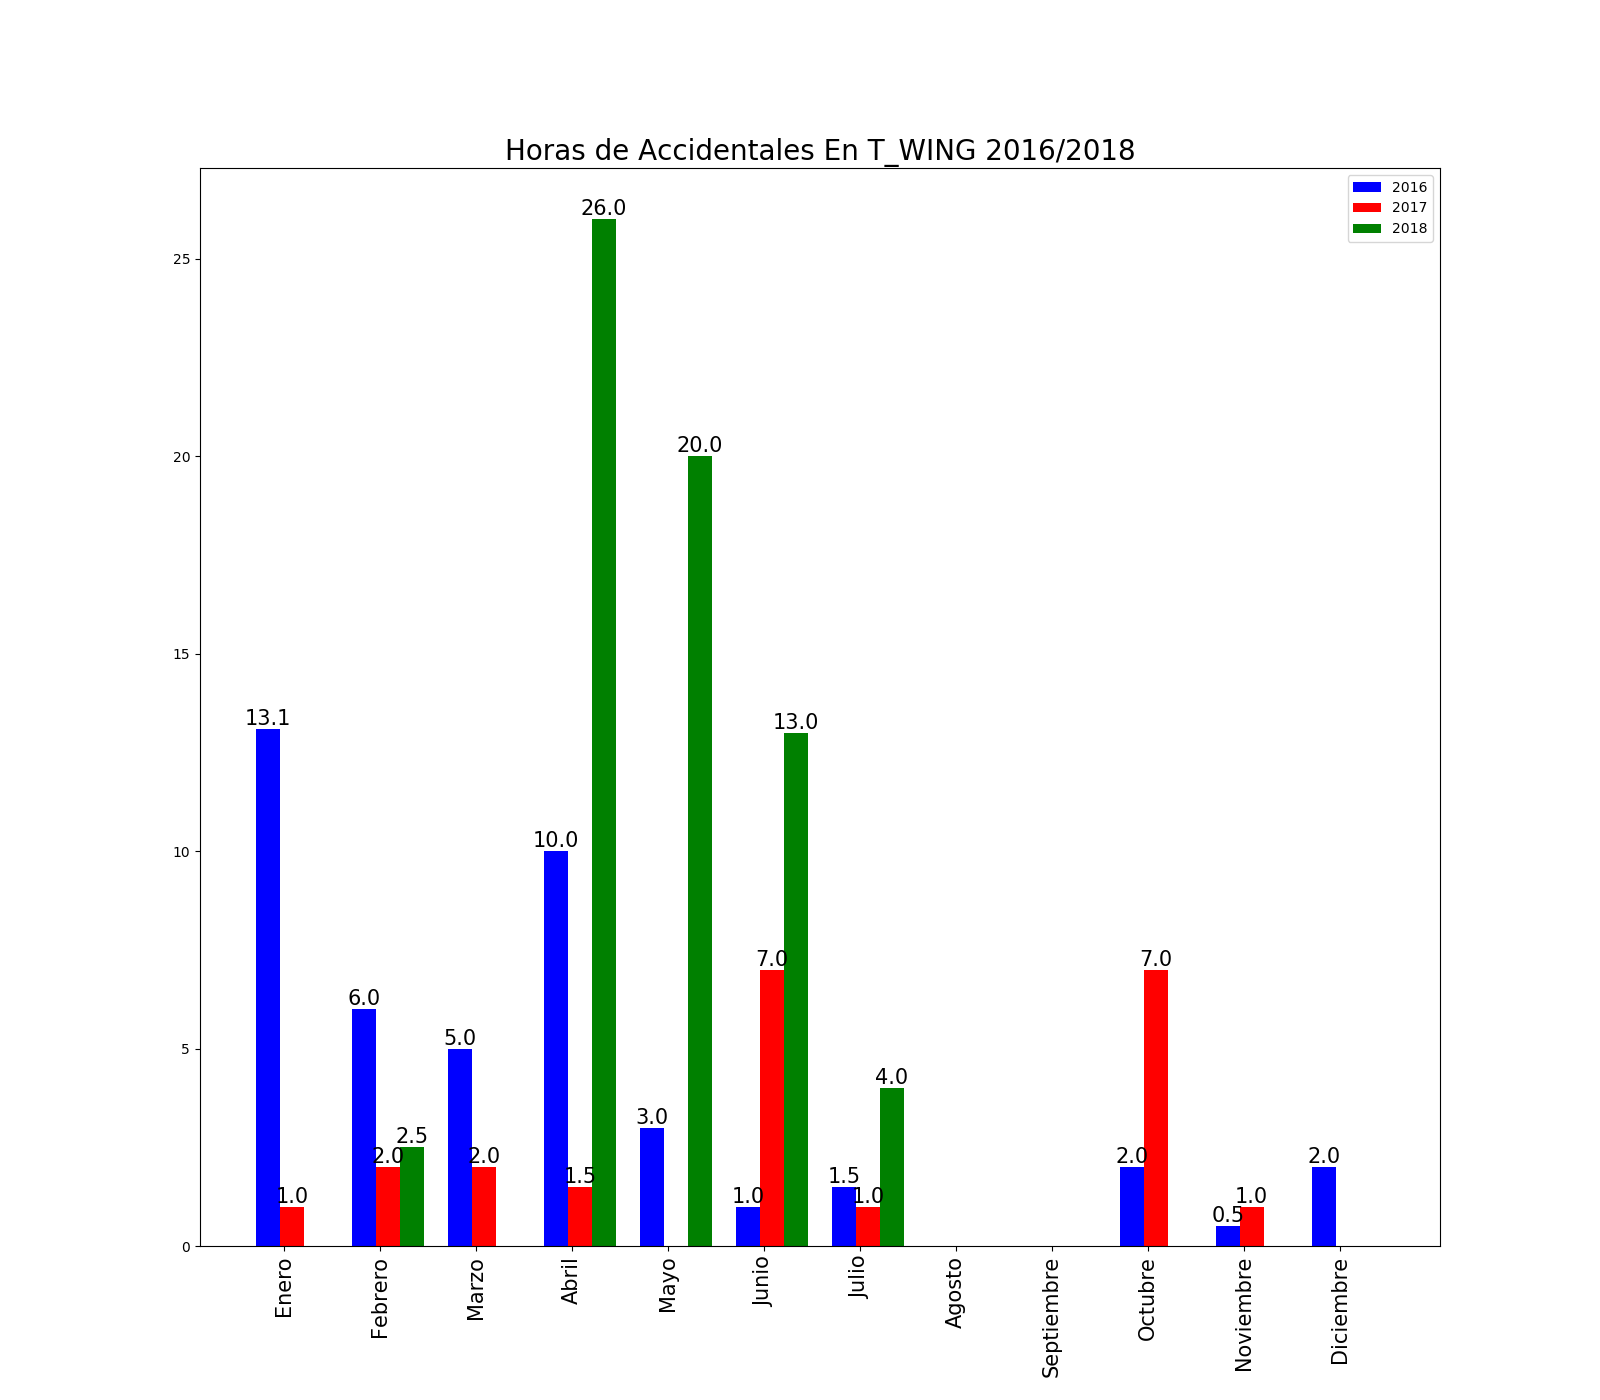 Horas de Accidentales En T_WING 2016/2018
2016
2017
2018
26.0
25
20.0
20
15
13.1
13.0
10.0
10
7.0
7.0
6.0
5.0
5
4.0
3.0
2.5
2.0
2.0
2.0
2.0
1.5
1.5
1.0
1.0
1.0
1.0
0.5
0
Enero
Febrero
Marzo
Abril
Mayo
Junio
Julio
Agosto
Septiembre
Octubre
Noviembre
Diciembre